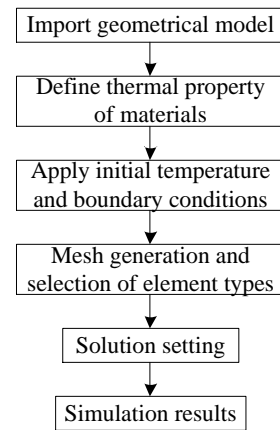 Import geometrical model
Define thermal property
of materials
Apply initial temperature
and boundary conditions
Mesh generation and
selection of element types
Solution setting
Simulation results